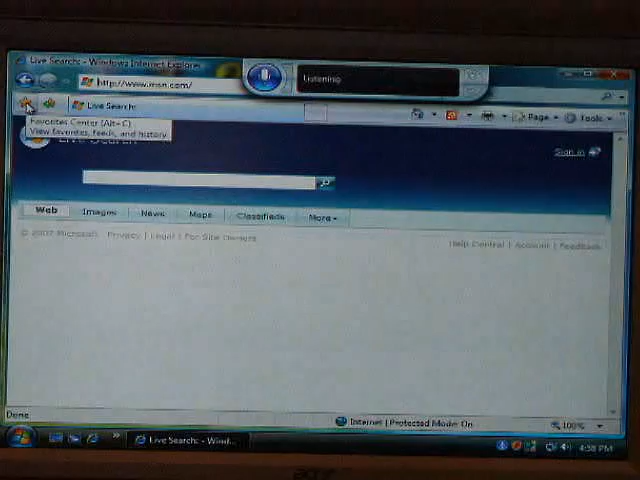 Live Search: - Windows Internet Explorer
Listening
http://www.msn.com/
Live Search:
Page
Tools
Favorites Center (Alt+C)
View favorites, feeds, and history
Live Search
Sign in
Web Images News Maps Classifieds More
© 2007 Microsoft Privacy | Legal | For Site Owners
Help Central | Account | Feedback
Done
Internet | Protected Mode: On
100%
Live Search: - Wind...
4:38 PM
acer